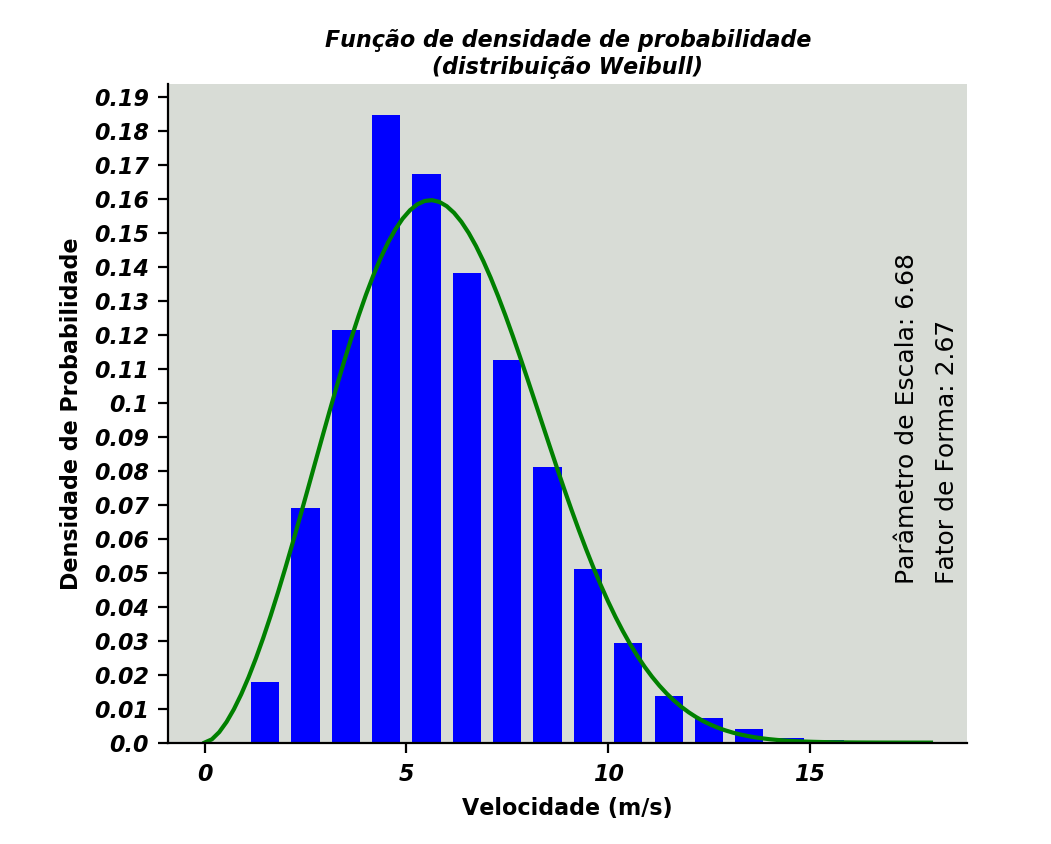 Função de densidade de probabilidade
(distribuição Weibull)
0.19
0.18
0.17
0.16
0.15
0.14
0.13
0.12
0.11
0.1
0.09
0.08
0.07
0.06
0.05
0.04
0.03
0.02
0.01
0.0
Densidade de Probabilidade
Parâmetro de Escala: 6.68
Fator de Forma: 2.67
0 5 10 15
Velocidade (m/s)